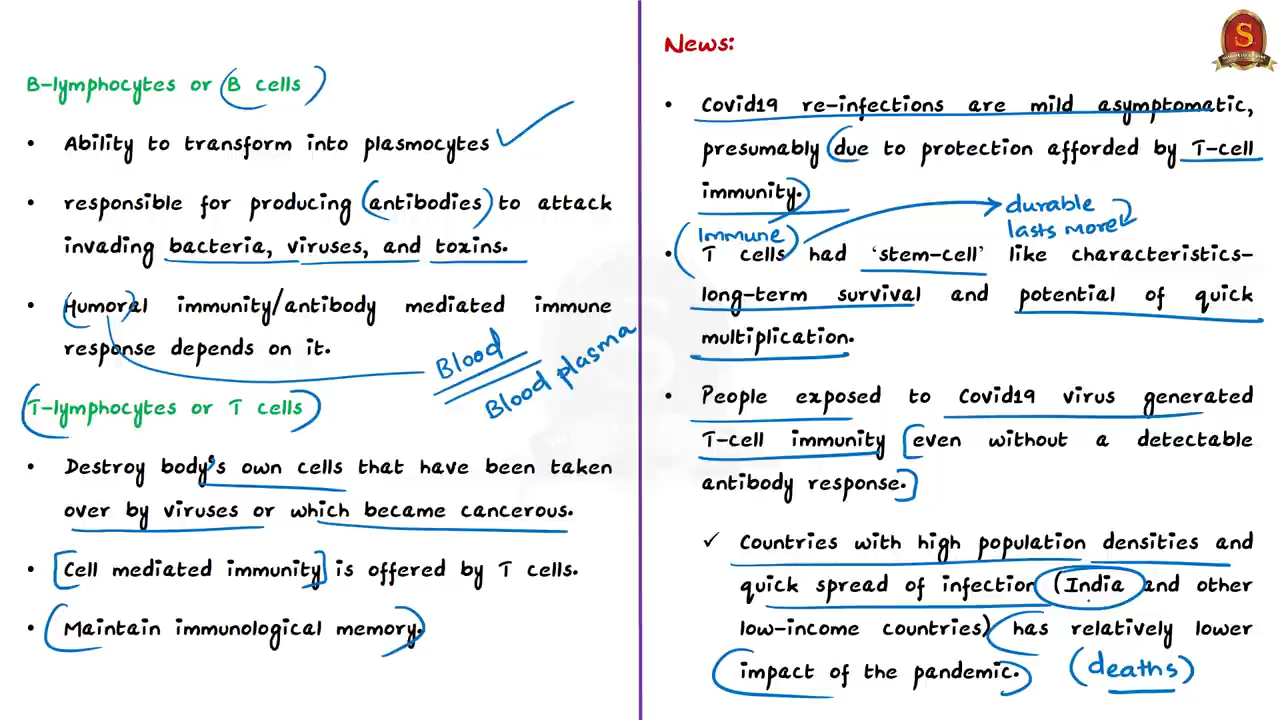 B-lymphocytes or B cells
• Ability to transform into plasmocytes
• responsible for producing antibodies to attack
invading bacteria, viruses, and toxins.
• Humoral immunity/antibody mediated immune
response depends on it.
Blood
Blood plasma
T-lymphocytes or T cells
• Destroy body's own cells that have been taken
over by viruses or which became cancerous.
• Cell mediated immunity is offered by T cells.
• Maintain immunological memory.
News:
S
• Covid19 re-infections are mild asymptomatic,
presumably due to protection afforded by T-cell
immunity.
durable
lasts more
Immune
• T cells had ‘stem-cell’ like characteristics-
long-term survival and potential of quick
multiplication.
• People exposed to Covid19 virus generated
T-cell immunity [even without a detectable
antibody response.]
✓ Countries with high population densities and
quick spread of infection (India and other
low-income countries) has relatively lower
impact of the pandemic. (deaths)